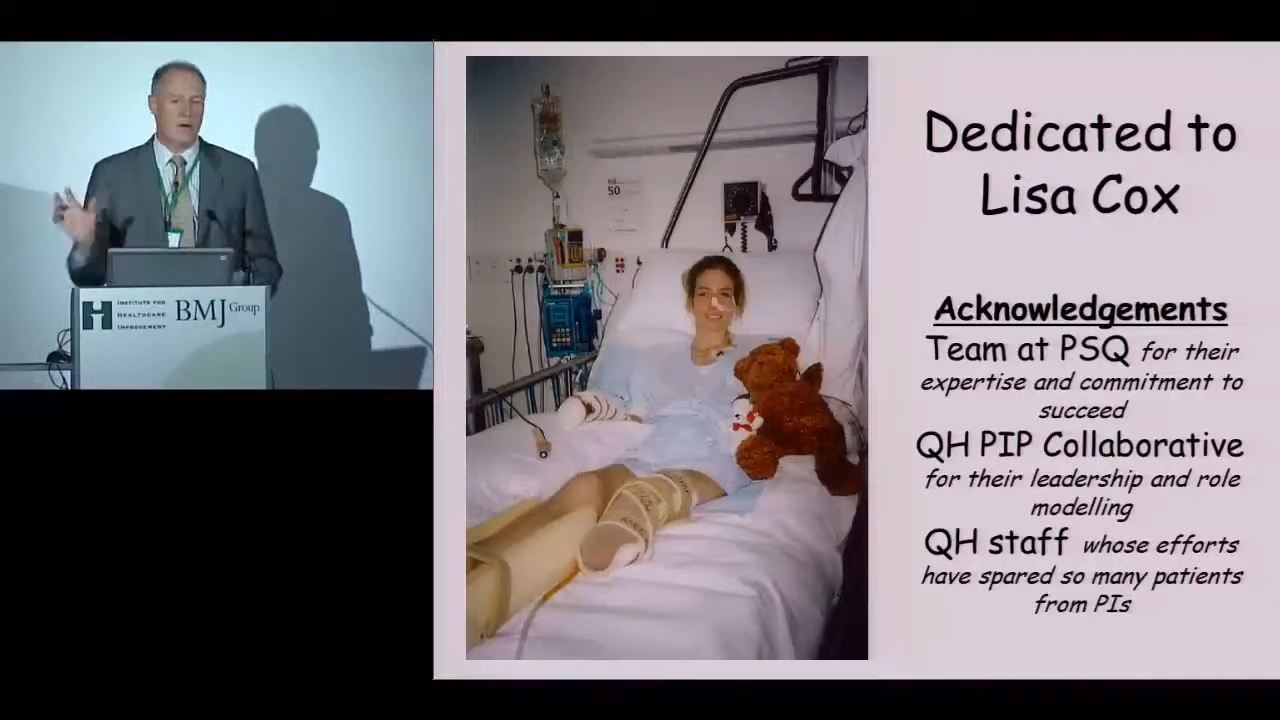 INSTITUTE FOR
HEALTHCARE
IMPROVEMENT
BMJ Group
50
Dedicated to
Lisa Cox
Acknowledgements
Team at PSQ for their
expertise and commitment to
succeed
QH PIP Collaborative
for their leadership and role
modelling
QH staff whose efforts
have spared so many patients
from PIs